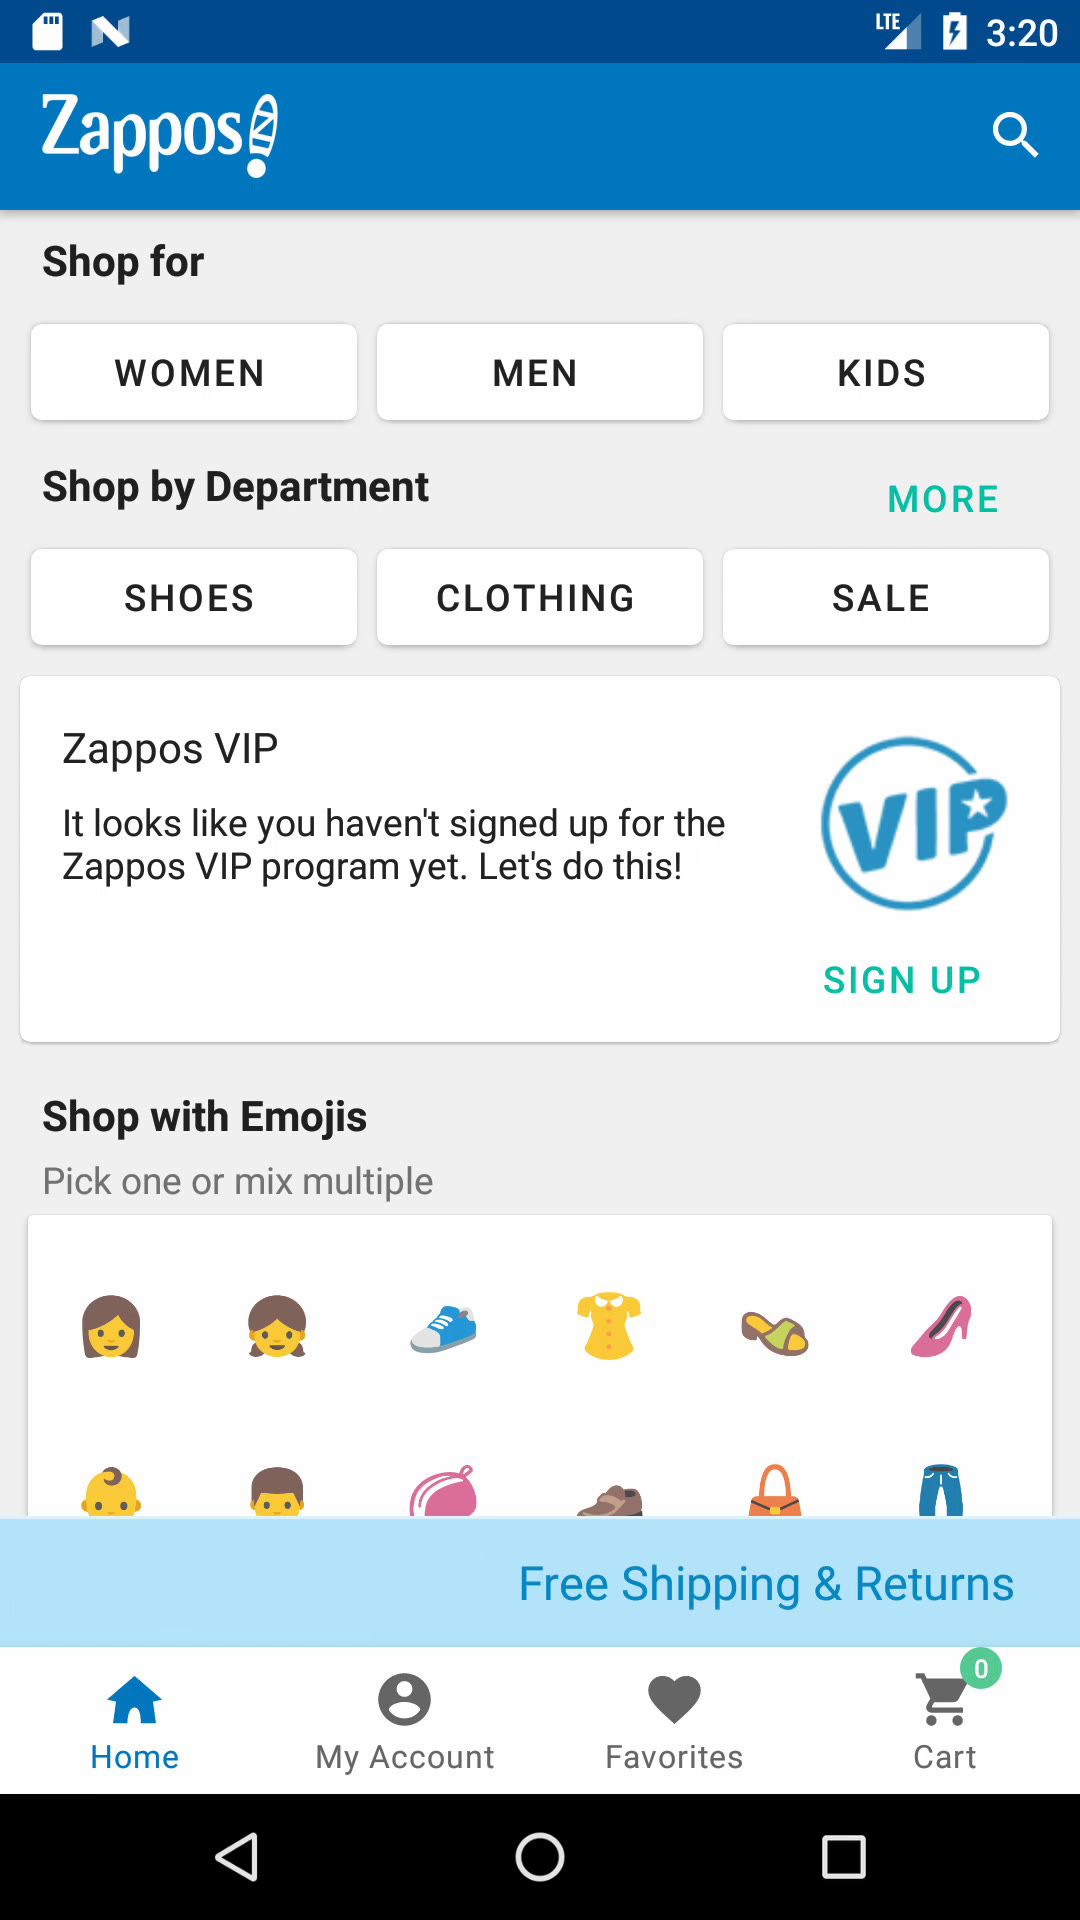 LTE 3:20
Zappos
Shop for
WOMEN MEN KIDS
Shop by Department MORE
SHOES CLOTHING SALE
Zappos VIP
It looks like you haven't signed up for the
Zappos VIP program yet. Let's do this!
VIP
SIGN UP
Shop with Emojis
Pick one or mix multiple
Free Shipping & Returns
0
Home My Account Favorites Cart